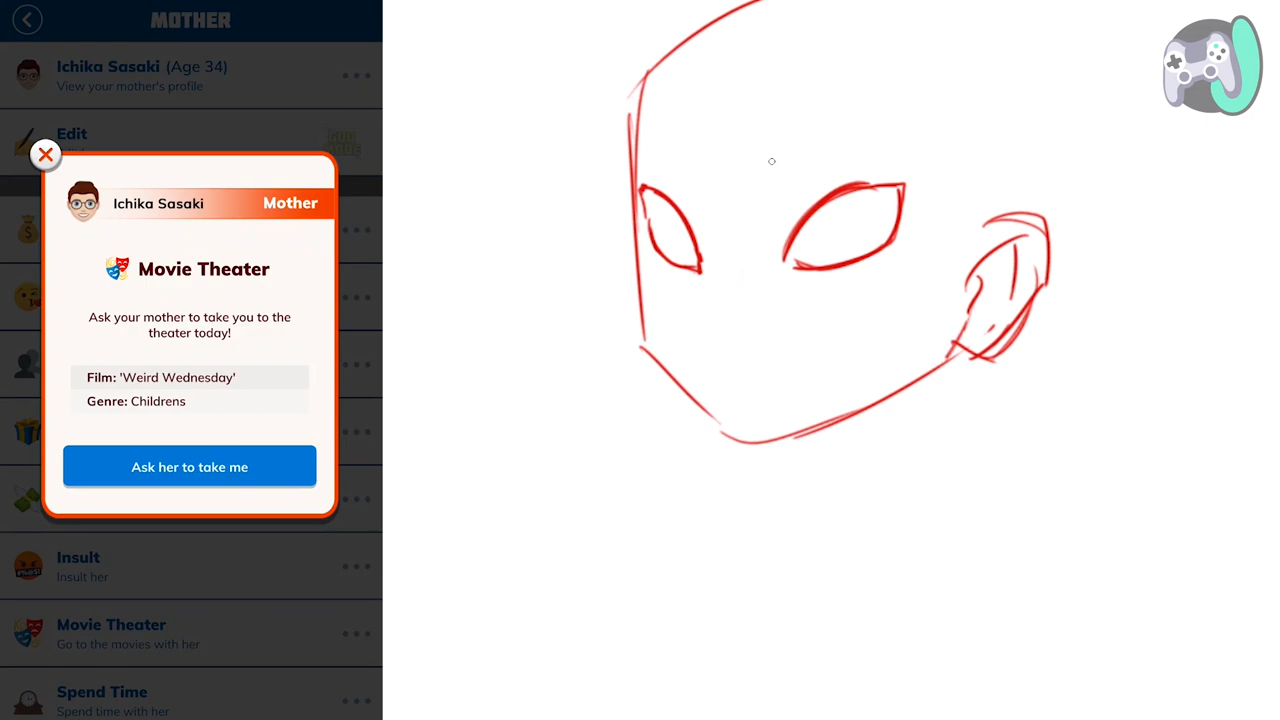 MOTHER
Ichika Sasaki (Age 34)
View your mother's profile
Edit
Ichika Sasaki
Mother
Movie Theater
Ask your mother to take you to the
theater today!
Film: 'Weird Wednesday'
Genre: Childrens
Ask her to take me
Insult
Insult her
Movie Theater
Go to the movies with her
Spend Time
Spend time with her